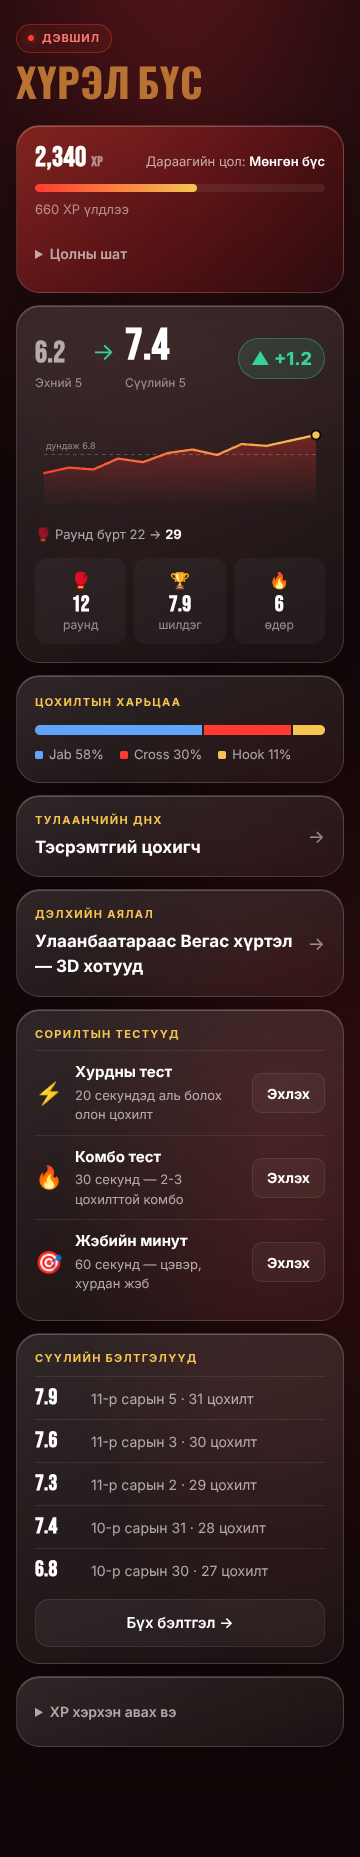 ДЭВШИЛ
ХҮРЭЛ БҮС
2,340 XP
Дараагийн цол: Мөнгөн бүс
660 XP үлдлээ
▶ Цолны шат
6.2 → 7.4
▲ +1.2
Эхний 5
Сүүлийн 5
дундаж 6.8
Раунд бүрт 22 → 29
12
раунд
7.9
шилдэг
6
өдөр
ЦОХИЛТЫН ХАРЬЦАА
Jab 58%
Cross 30%
Hook 11%
ТУЛААНЧИЙН ДНХ
Тэсрэмтгий цохигч →
ДЭЛХИЙН АЯЛАЛ
Улаанбаатараас Вегас хүртэл →
— 3D хотууд
СОРИЛТЫН ТЕСТҮҮД
Хурдны тест
20 секундэд аль болох
олон цохилт
Эхлэх
Комбо тест
30 секунд — 2-3
цохилттой комбо
Эхлэх
Жэбийн минут
60 секунд — цэвэр,
хурдан жэб
Эхлэх
СҮҮЛИЙН БЭЛТГЭЛҮҮД
7.9 11-р сарын 5 · 31 цохилт
7.6 11-р сарын 3 · 30 цохилт
7.3 11-р сарын 2 · 29 цохилт
7.4 10-р сарын 31 · 28 цохилт
6.8 10-р сарын 30 · 27 цохилт
Бүх бэлтгэл →
▶ XP хэрхэн авах вэ